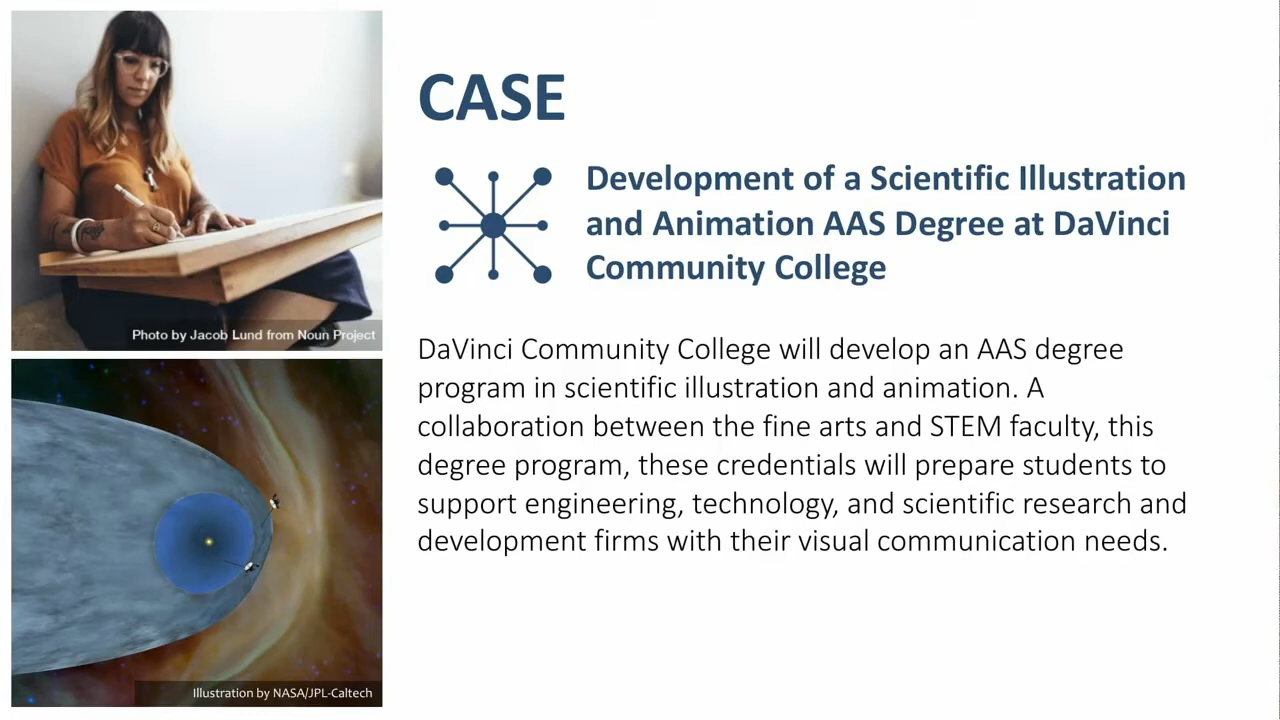 CASE
Development of a Scientific Illustration
and Animation AAS Degree at DaVinci
Community College
DaVinci Community College will develop an AAS degree
program in scientific illustration and animation. A
collaboration between the fine arts and STEM faculty, this
degree program, these credentials will prepare students to
support engineering, technology, and scientific research and
development firms with their visual communication needs.
Photo by Jacob Lund from Noun Project
Illustration by NASA/JPL-Caltech